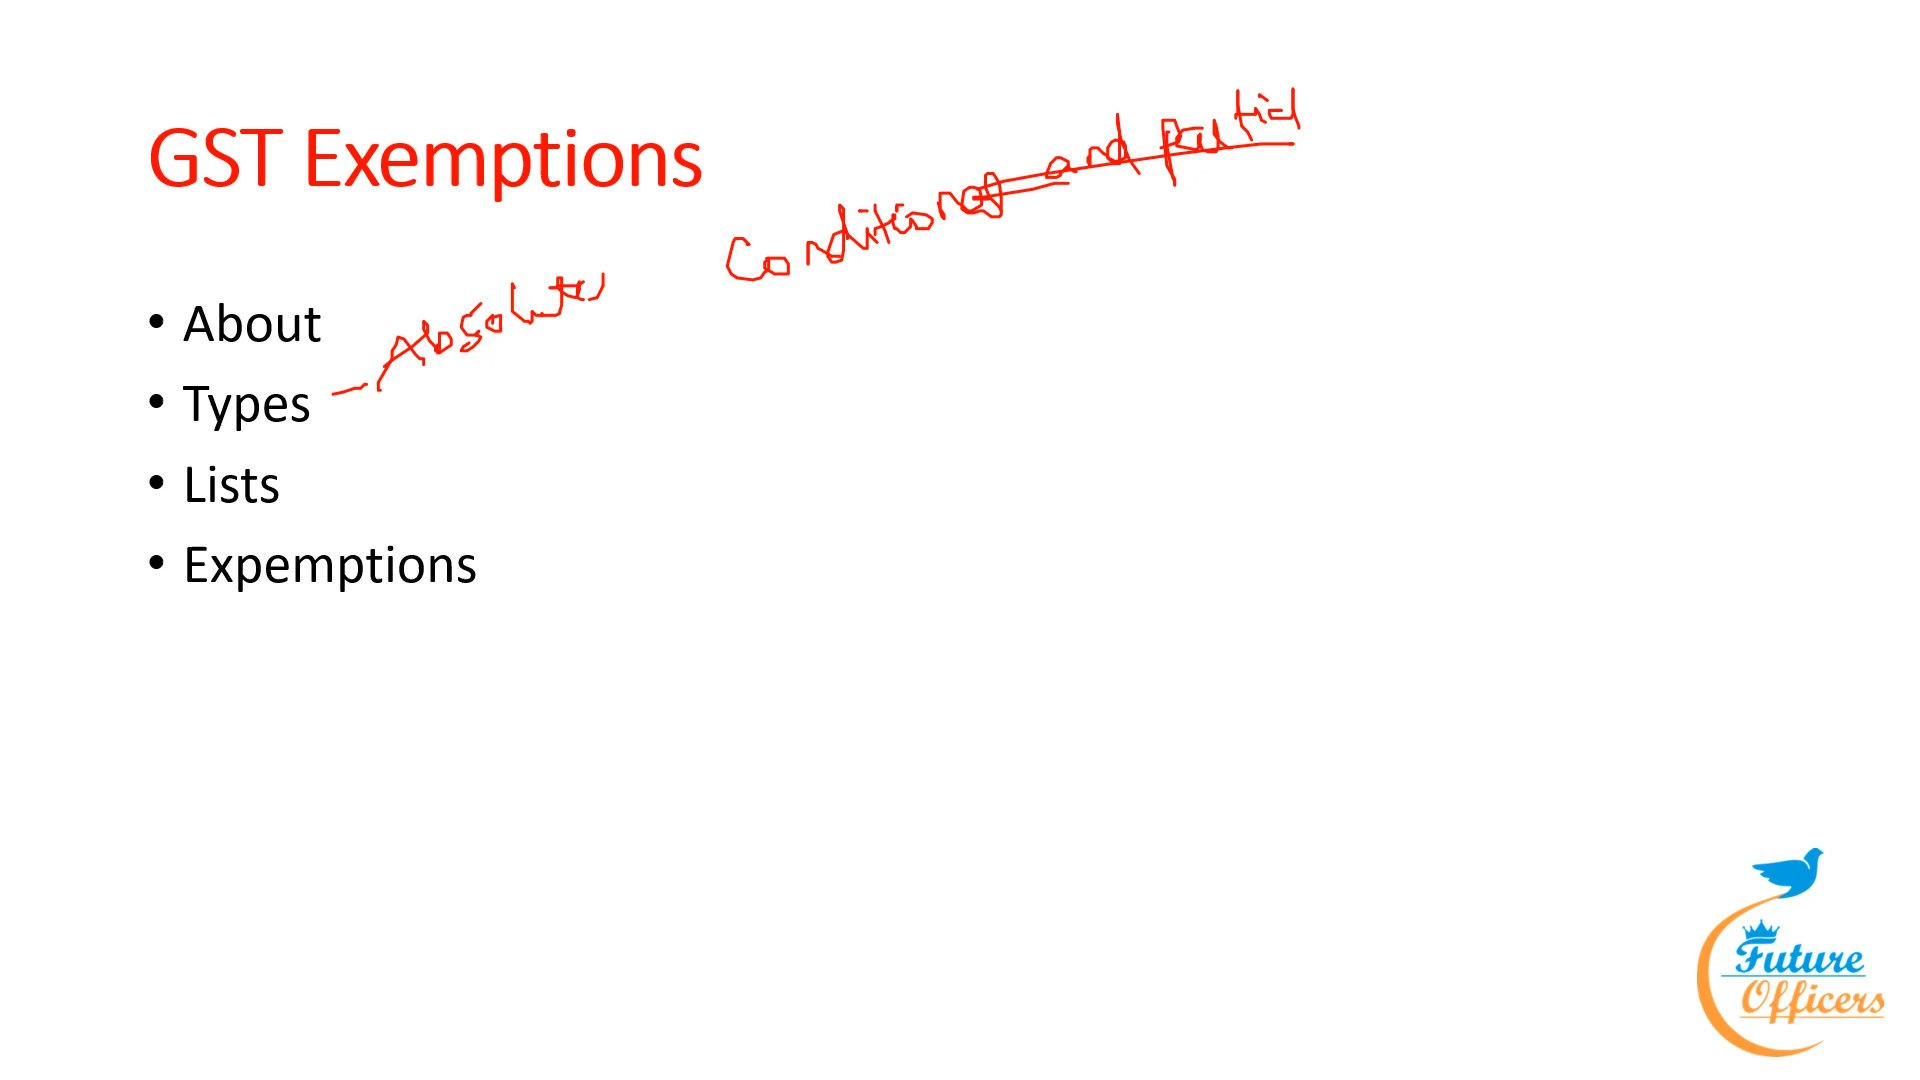 GST Exemptions
Conditional and partial
• About
Absolute,
• Types –
• Lists
• Expemptions
Future
Officers